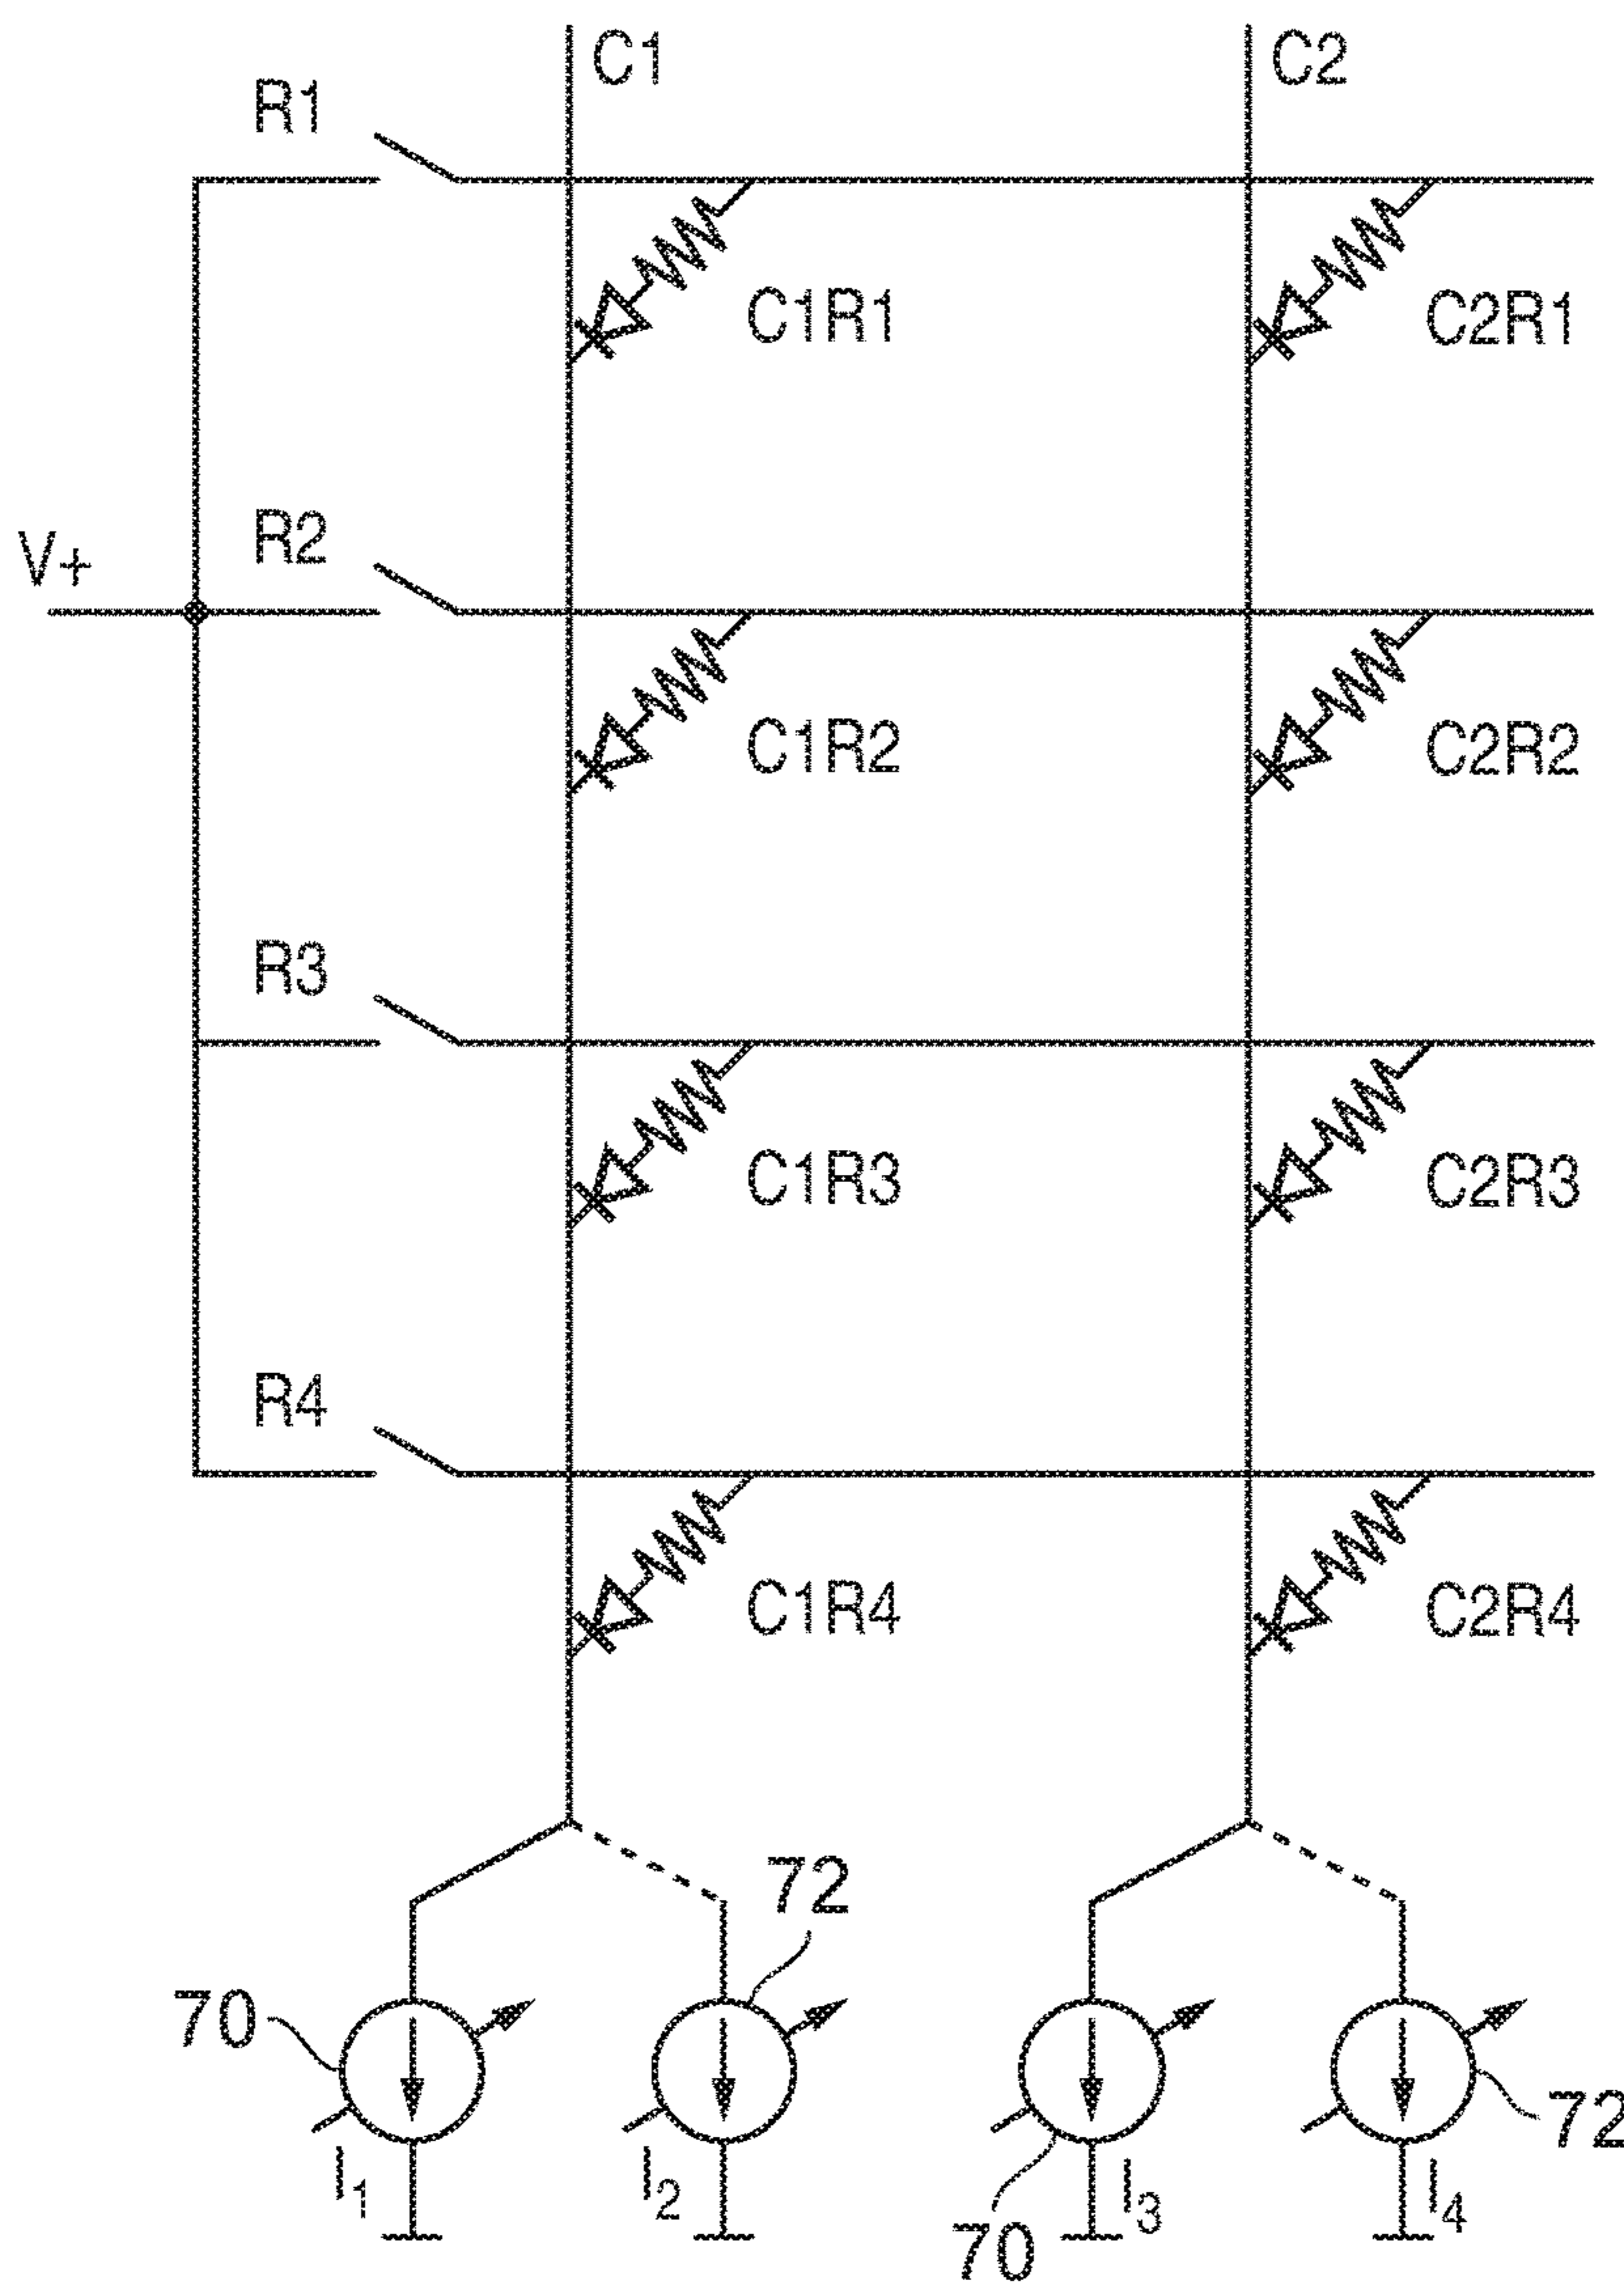 C1
C2
R1
C1R1
C2R1
R2
V+
C1R2
C2R2
R3
C1R3
C2R3
R4
C1R4
C2R4
72
70
72
I1
I2
70
I3
I4